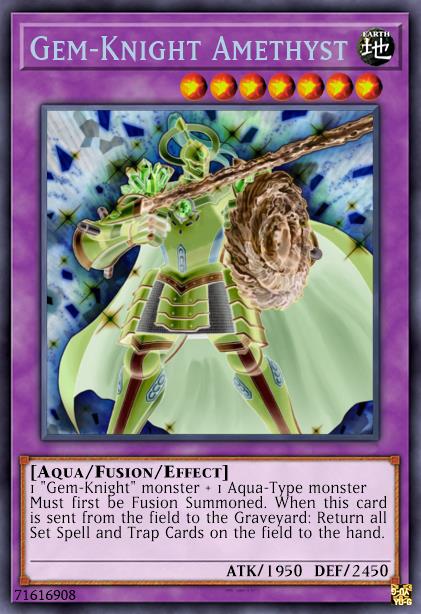 Gem-Knight Amethyst
EARTH
地
[Aqua/Fusion/Effect]
1 "Gem-Knight" monster + 1 Aqua-Type monster
Must first be Fusion Summoned. When this card
is sent from the field to the Graveyard: Return all
Set Spell and Trap Cards on the field to the hand.
ATK/1950 DEF/2450
71616908